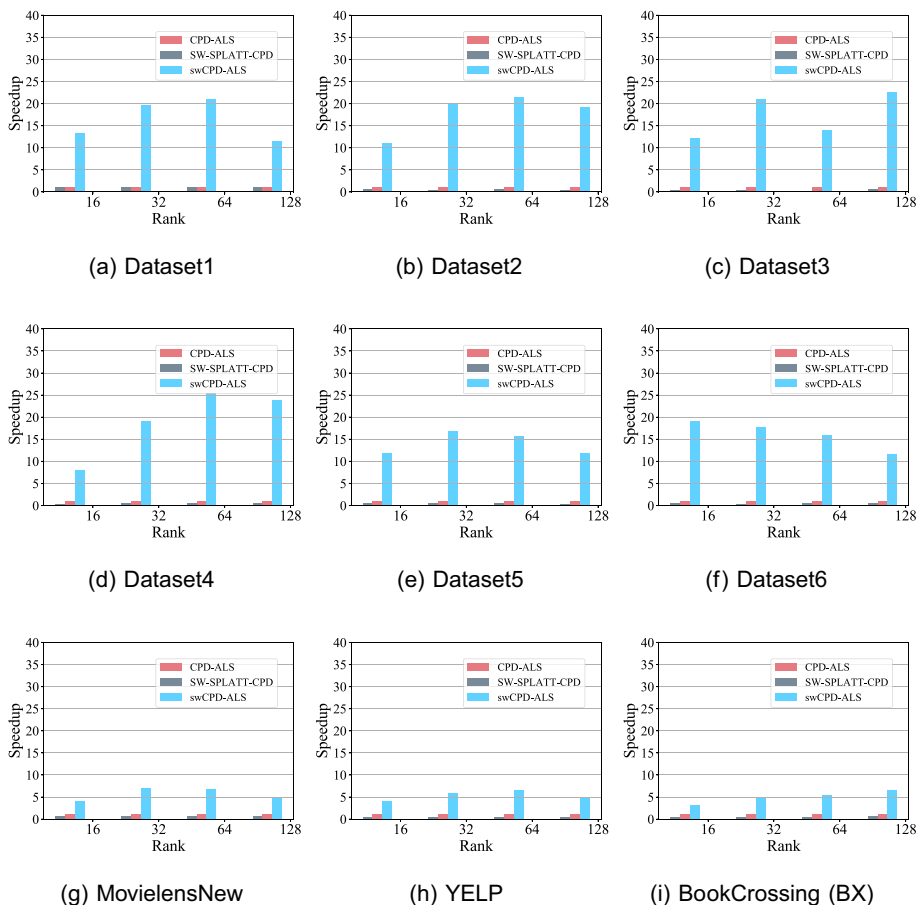 40
35
30
25
20
15
10
5
0
Speedup
CPD-ALS
SW-SPLATT-CPD
swCPD-ALS
16 32 64 128
Rank
(a) Dataset1
40
35
30
25
20
15
10
5
0
Speedup
CPD-ALS
SW-SPLATT-CPD
swCPD-ALS
16 32 64 128
Rank
(b) Dataset2
40
35
30
25
20
15
10
5
0
Speedup
CPD-ALS
SW-SPLATT-CPD
swCPD-ALS
16 32 64 128
Rank
(c) Dataset3
40
35
30
25
20
15
10
5
0
Speedup
CPD-ALS
SW-SPLATT-CPD
swCPD-ALS
16 32 64 128
Rank
(d) Dataset4
40
35
30
25
20
15
10
5
0
Speedup
CPD-ALS
SW-SPLATT-CPD
swCPD-ALS
16 32 64 128
Rank
(e) Dataset5
40
35
30
25
20
15
10
5
0
Speedup
CPD-ALS
SW-SPLATT-CPD
swCPD-ALS
16 32 64 128
Rank
(f) Dataset6
40
35
30
25
20
15
10
5
0
Speedup
CPD-ALS
SW-SPLATT-CPD
swCPD-ALS
16 32 64 128
Rank
(g) MovielensNew
40
35
30
25
20
15
10
5
0
Speedup
CPD-ALS
SW-SPLATT-CPD
swCPD-ALS
16 32 64 128
Rank
(h) YELP
40
35
30
25
20
15
10
5
0
Speedup
CPD-ALS
SW-SPLATT-CPD
swCPD-ALS
16 32 64 128
Rank
(i) BookCrossing (BX)